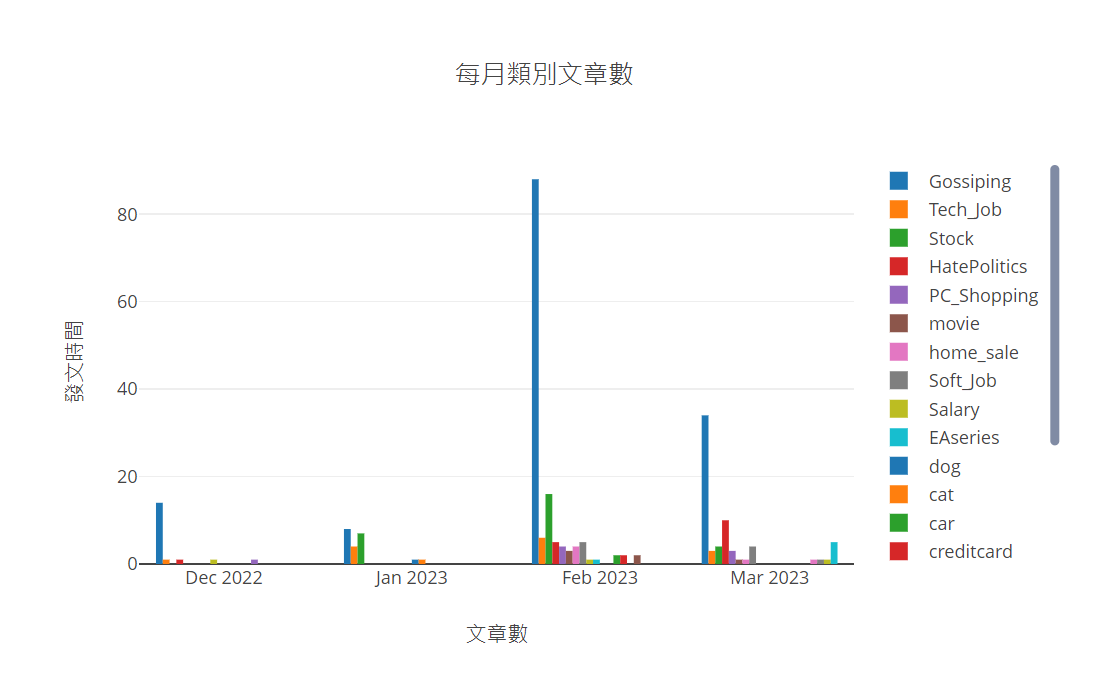 每月類別文章數
80
60
40
20
0
發文時間
Dec 2022
Jan 2023
Feb 2023
Mar 2023
文章數
Gossiping
Tech_Job
Stock
HatePolitics
PC_Shopping
movie
home_sale
Soft_Job
Salary
EAseries
dog
cat
car
creditcard